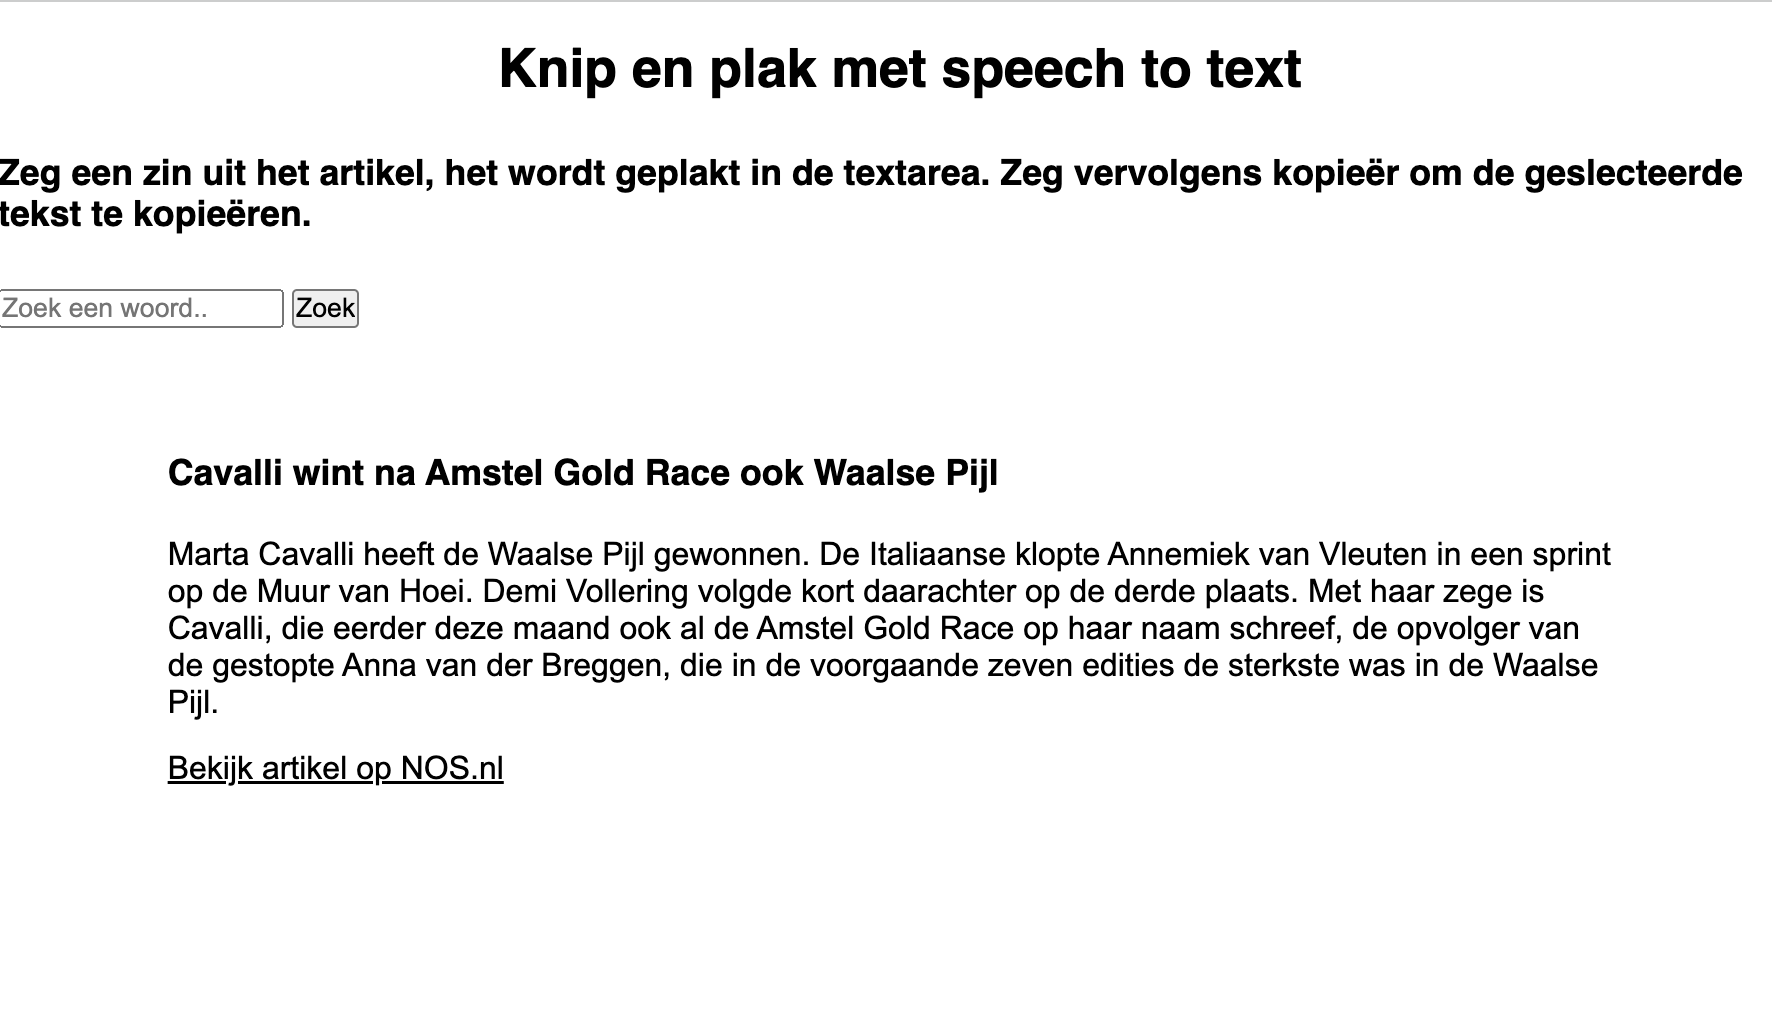 Knip en plak met speech to text
Zeg een zin uit het artikel, het wordt geplakt in de textarea. Zeg vervolgens kopieër om de geslecteerde
tekst te kopieëren.
Zoek een woord.. Zoek
Cavalli wint na Amstel Gold Race ook Waalse Pijl
Marta Cavalli heeft de Waalse Pijl gewonnen. De Italiaanse klopte Annemiek van Vleuten in een sprint
op de Muur van Hoei. Demi Vollering volgde kort daarachter op de derde plaats. Met haar zege is
Cavalli, die eerder deze maand ook al de Amstel Gold Race op haar naam schreef, de opvolger van
de gestopte Anna van der Breggen, die in de voorgaande zeven edities de sterkste was in de Waalse
Pijl.
Bekijk artikel op NOS.nl